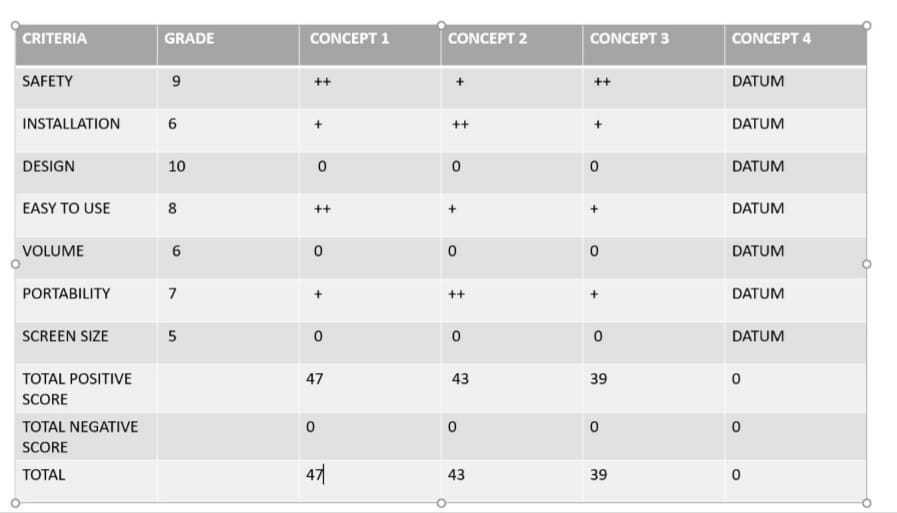 CRITERIA GRADE CONCEPT 1 CONCEPT 2 CONCEPT 3 CONCEPT 4
SAFETY 9 ++ + ++ DATUM
INSTALLATION 6 + ++ + DATUM
DESIGN 10 0 0 0 DATUM
EASY TO USE 8 ++ + + DATUM
VOLUME 6 0 0 0 DATUM
PORTABILITY 7 + ++ + DATUM
SCREEN SIZE 5 0 0 0 DATUM
TOTAL POSITIVE 47 43 39 0
SCORE
TOTAL NEGATIVE 0 0 0 0
SCORE
TOTAL 47 43 39 0